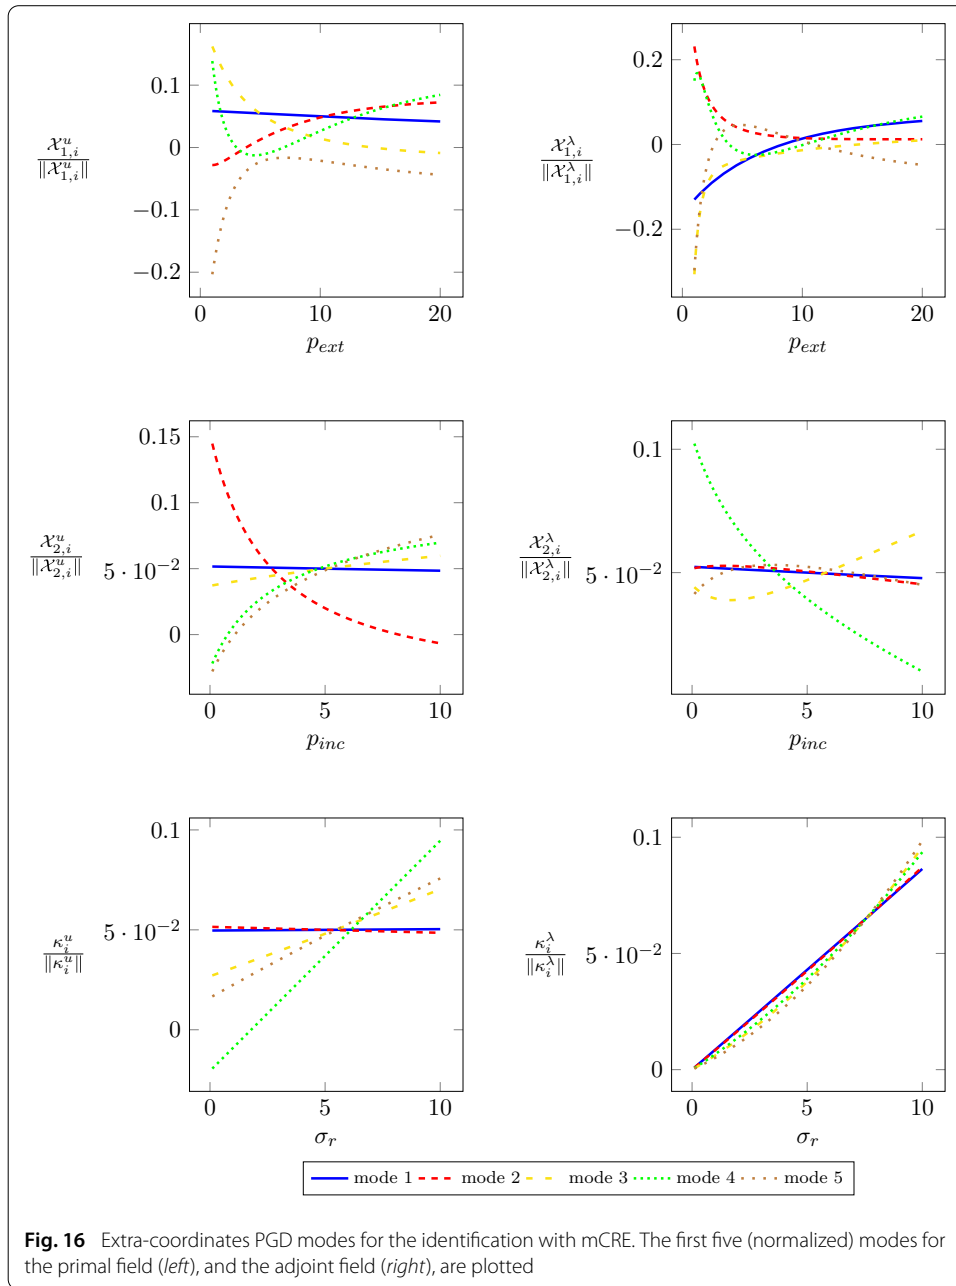 0.1
0
−0.1
−0.2
0 10 20
p_ext
𝒳^u_{1,i} / ‖𝒳^u_{1,i}‖
0.2
0
−0.2
0 10 20
p_ext
𝒳^λ_{1,i} / ‖𝒳^λ_{1,i}‖
0.15
0.1
5 · 10^−2
0
0 5 10
p_inc
𝒳^u_{2,i} / ‖𝒳^u_{2,i}‖
0.1
5 · 10^−2
0 5 10
p_inc
𝒳^λ_{2,i} / ‖𝒳^λ_{2,i}‖
0.1
5 · 10^−2
0
0 5 10
σ_r
κ^u_i / ‖κ^u_i‖
0.1
5 · 10^−2
0
0 5 10
σ_r
κ^λ_i / ‖κ^λ_i‖
mode 1 mode 2 mode 3 mode 4 mode 5
Fig. 16 Extra-coordinates PGD modes for the identification with mCRE. The first five (normalized) modes for
the primal field (left), and the adjoint field (right), are plotted